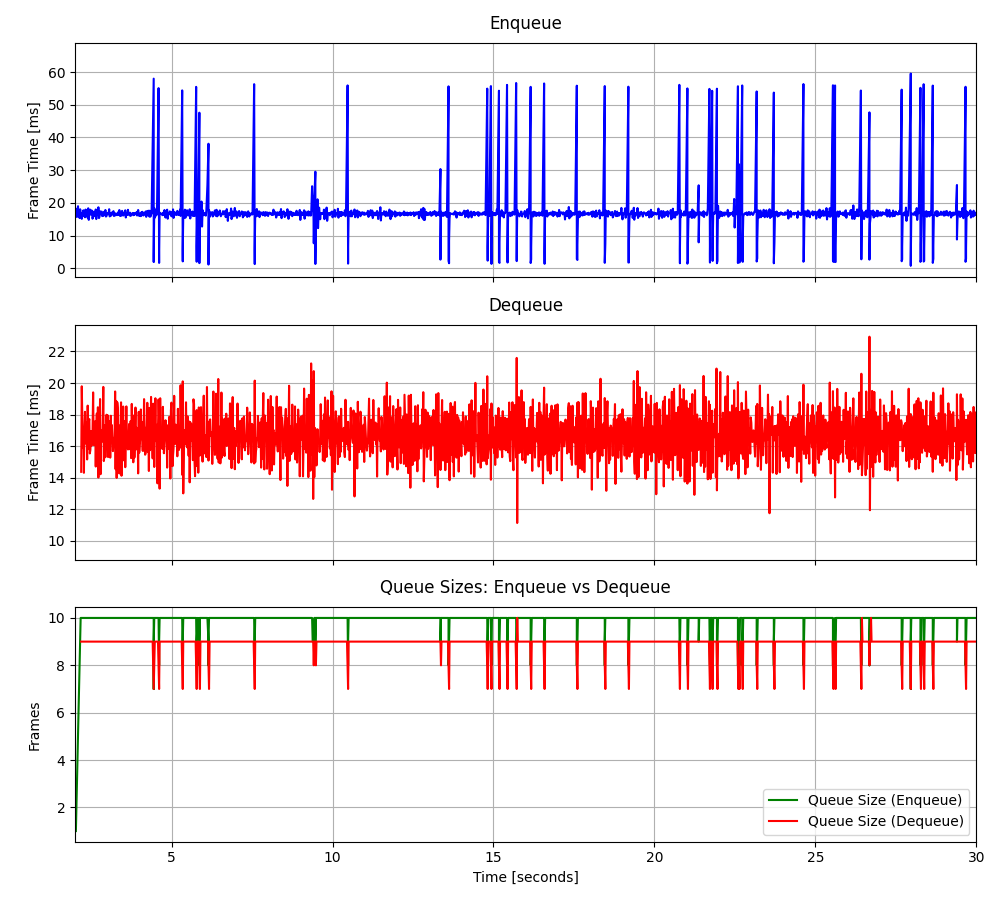 Enqueue
Frame Time [ms]
60
50
40
30
20
10
0
Dequeue
Frame Time [ms]
22
20
18
16
14
12
10
Queue Sizes: Enqueue vs Dequeue
Frames
10
8
6
4
2
Queue Size (Enqueue)
Queue Size (Dequeue)
5 10 15 20 25 30
Time [seconds]